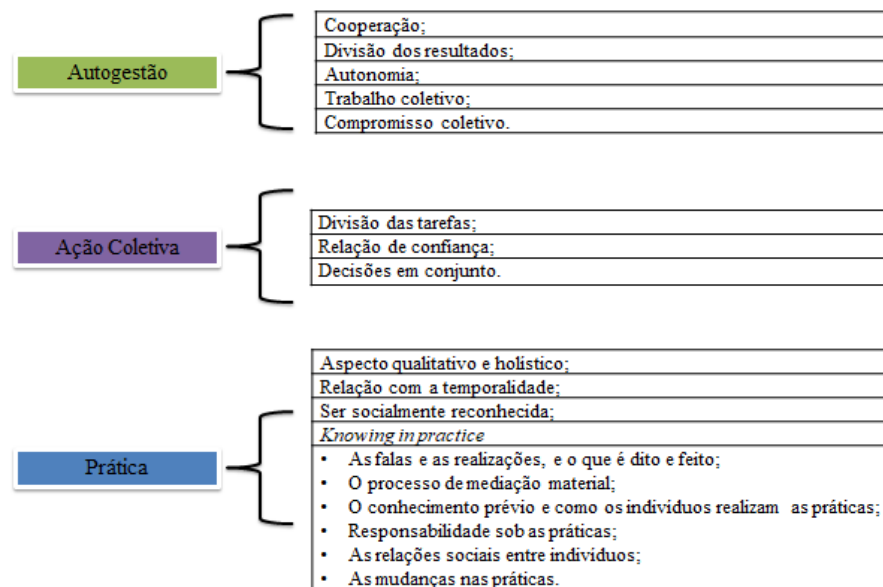 Autogestão
Cooperação;
Divisão dos resultados;
Autonomia;
Trabalho coletivo;
Compromisso coletivo.
Ação Coletiva
Divisão das tarefas;
Relação de confiança;
Decisões em conjunto.
Prática
Aspecto qualitativo e holístico;
Relação com a temporalidade;
Ser socialmente reconhecida;
Knowing in practice
• As falas e as realizações, e o que é dito e feito;
• O processo de mediação material;
• O conhecimento prévio e como os individuos realizam as práticas;
• Responsabilidade sob as práticas;
• As relações sociais entre individuos;
• As mudanças nas práticas.